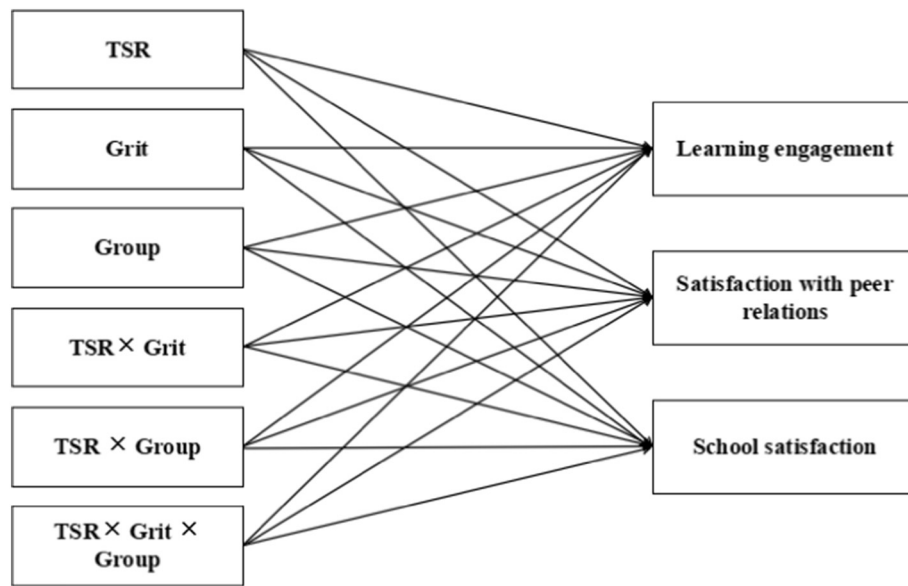 TSR
Grit
Group
TSR × Grit
TSR × Group
TSR × Grit ×
Group
Learning engagement
Satisfaction with peer
relations
School satisfaction